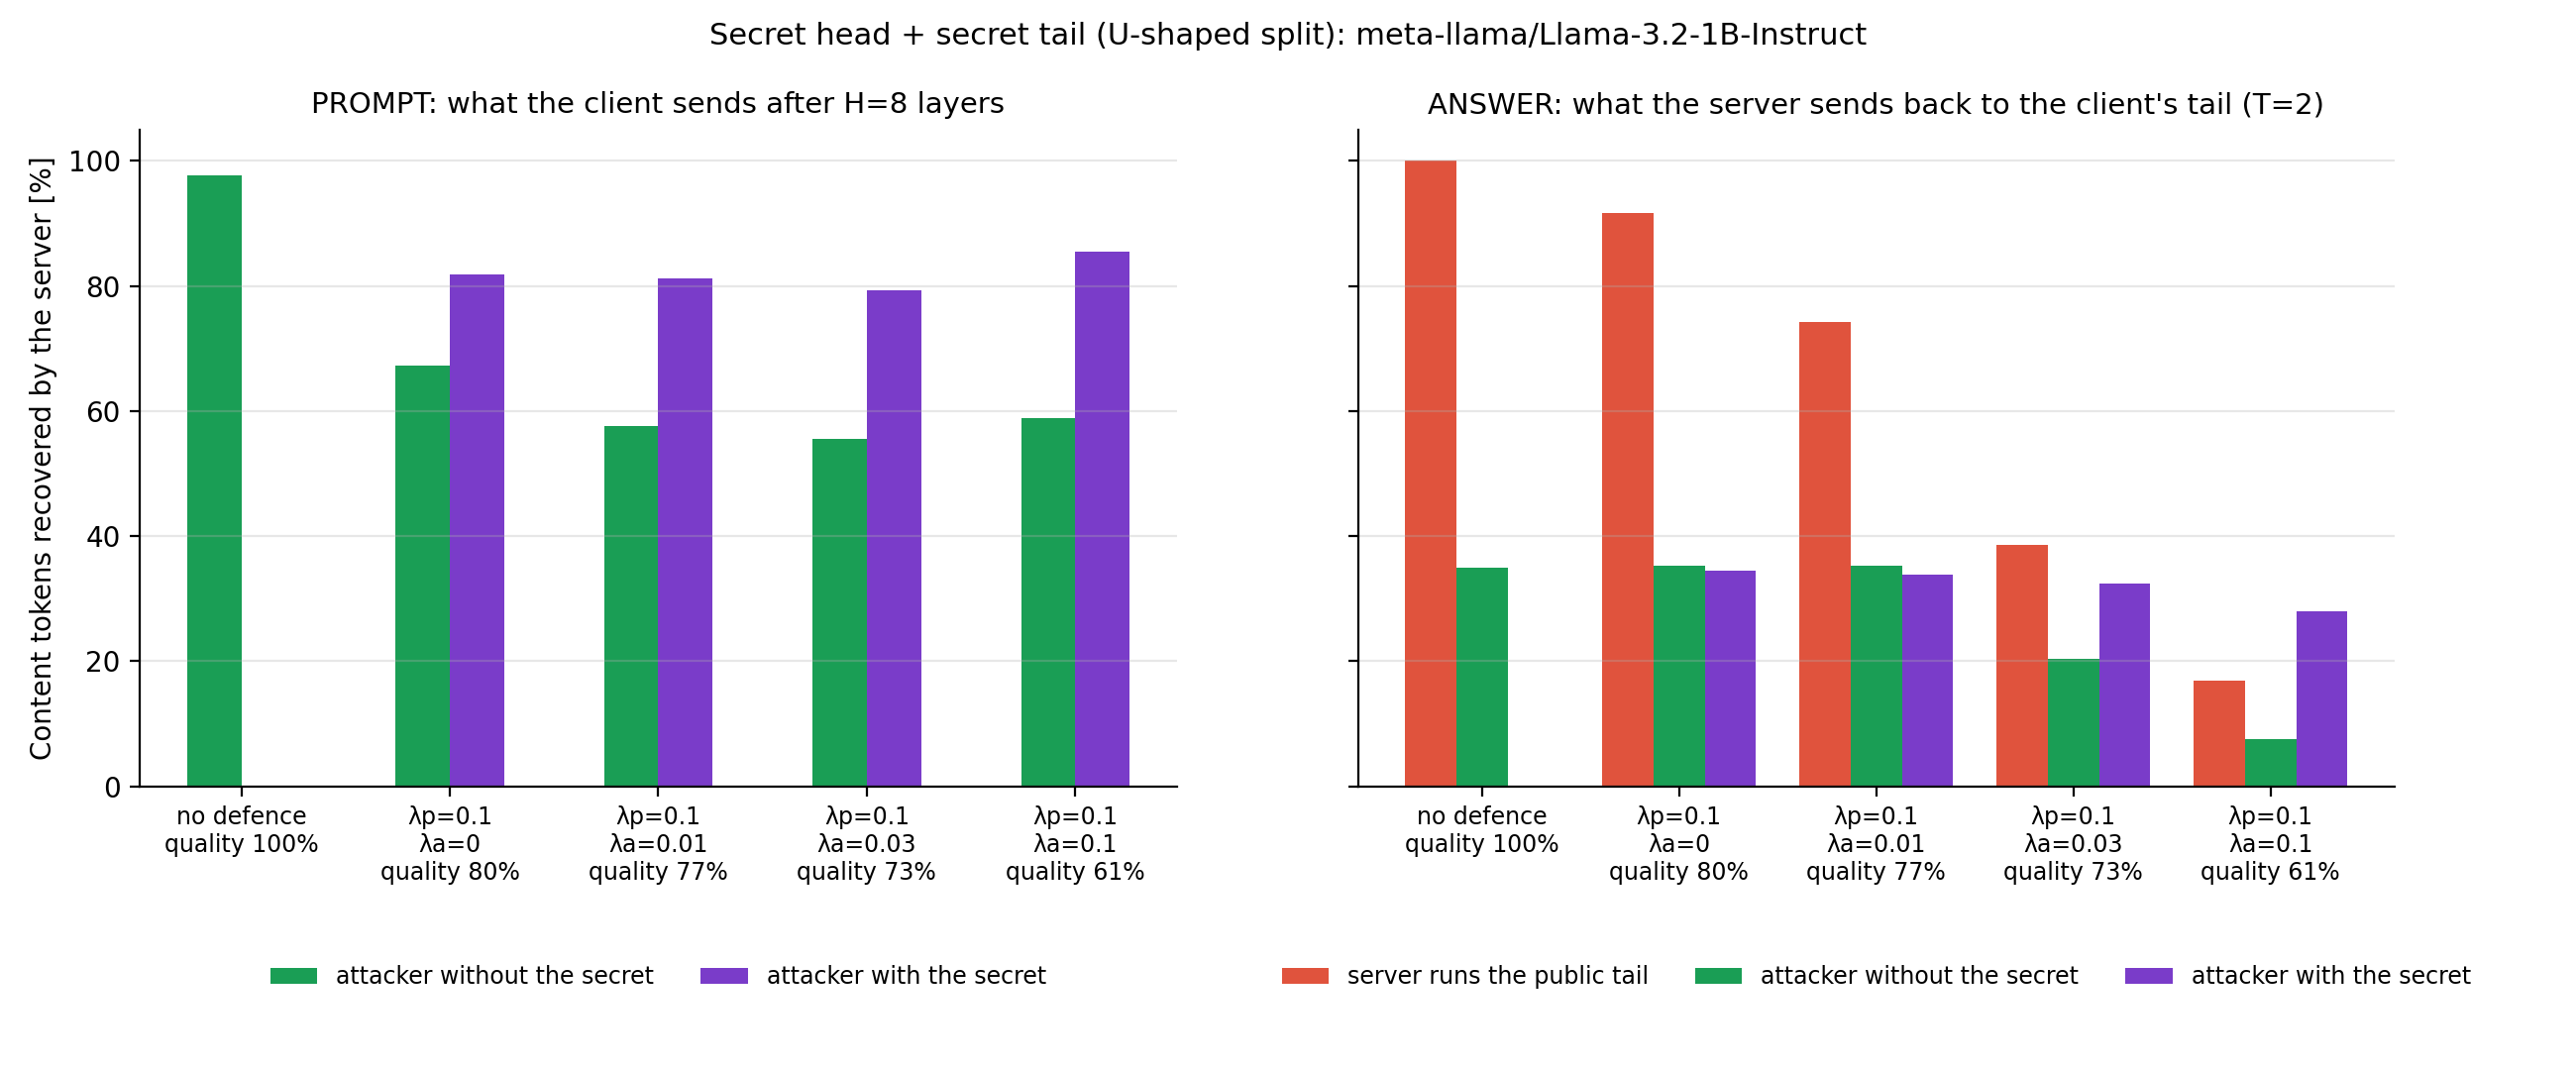 Secret head + secret tail (U-shaped split): meta-llama/Llama-3.2-1B-Instruct
PROMPT: what the client sends after H=8 layers
Content tokens recovered by the server [%]
100
80
60
40
20
0
no defence
quality 100%
λp=0.1
λa=0
quality 80%
λp=0.1
λa=0.01
quality 77%
λp=0.1
λa=0.03
quality 73%
λp=0.1
λa=0.1
quality 61%
attacker without the secret
attacker with the secret
ANSWER: what the server sends back to the client's tail (T=2)
no defence
quality 100%
λp=0.1
λa=0
quality 80%
λp=0.1
λa=0.01
quality 77%
λp=0.1
λa=0.03
quality 73%
λp=0.1
λa=0.1
quality 61%
server runs the public tail
attacker without the secret
attacker with the secret